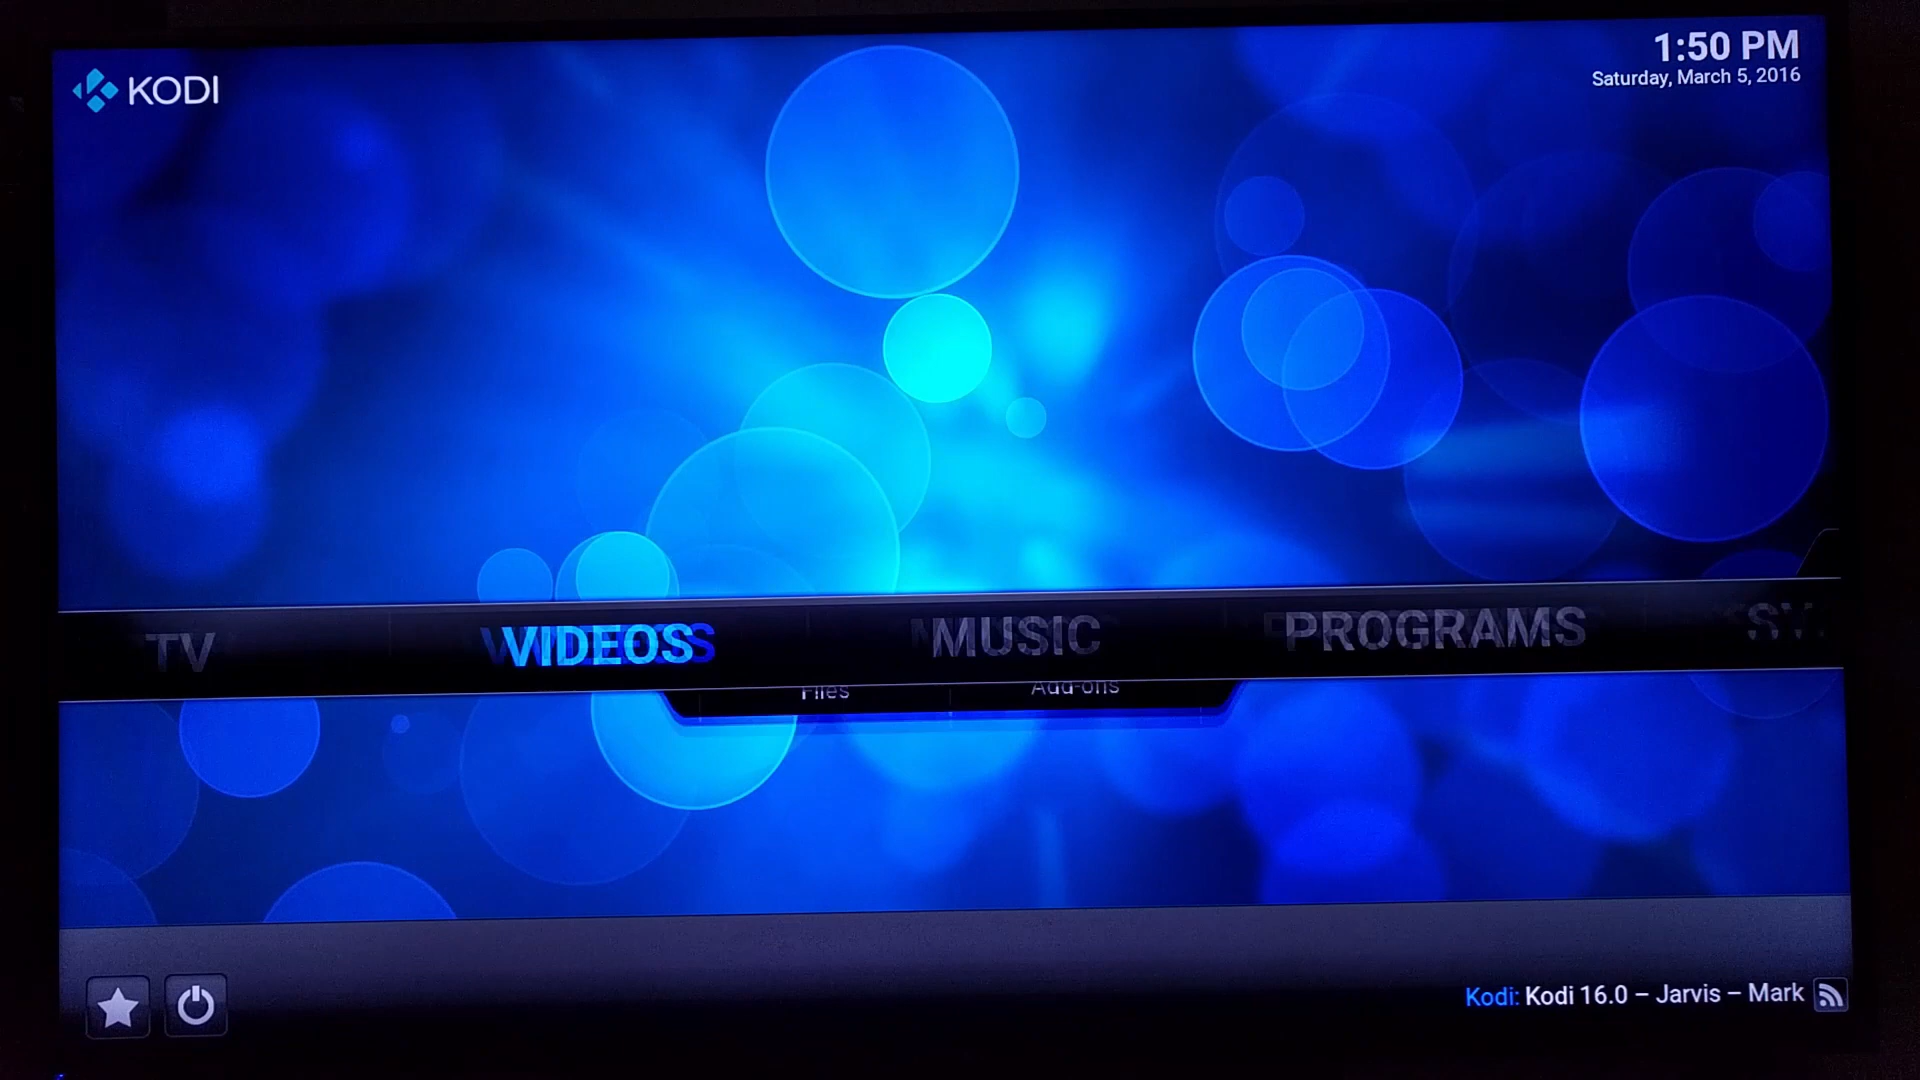 KODI
1:50 PM
Saturday, March 5, 2016
TV
VIDEOS
MUSIC
PROGRAMS
Files
Add-ons
Kodi: Kodi 16.0 – Jarvis – Mark